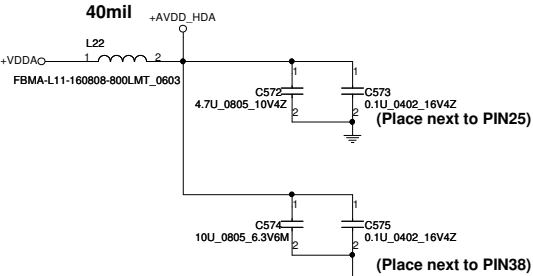 40mil
+AVDD_HDA
L22
+VDDA
1
2
FBMA-L11-160808-800LMT_0603
1
1
C572
C573
4.7U_0805_10V4Z
0.1U_0402_16V4Z
2
2
(Place next to PIN25)
1
1
C574
C575
10U_0805_6.3V6M
0.1U_0402_16V4Z
2
2
(Place next to PIN38)